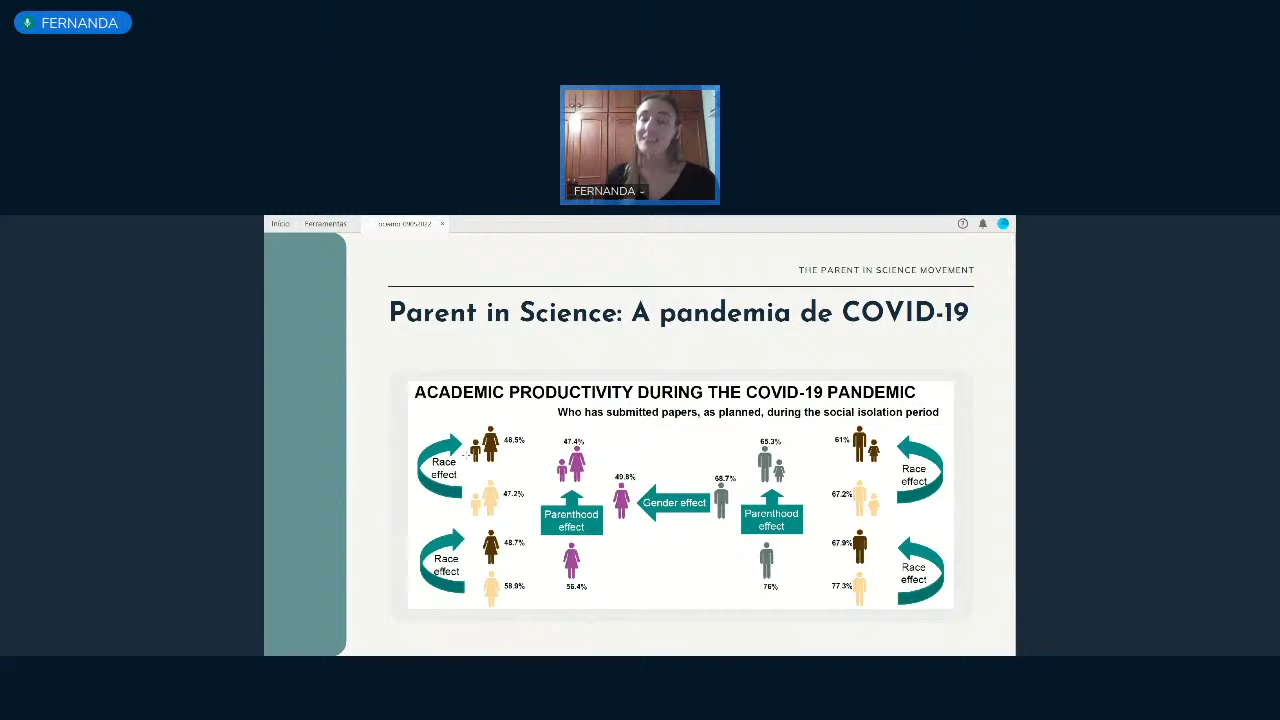 FERNANDA
FERNANDA
Início Ferramentas oceano_09052022 ×
THE PARENT IN SCIENCE MOVEMENT
Parent in Science: A pandemia de COVID-19
ACADEMIC PRODUCTIVITY DURING THE COVID-19 PANDEMIC
Who has submitted papers, as planned, during the social isolation period
Race
effect
46.5%
47.2%
Race
effect
48.7%
58.9%
47.4%
Parenthood
effect
56.4%
49.8%
Gender effect
68.7%
65.3%
Parenthood
effect
76%
61%
67.2%
Race
effect
67.9%
77.3%
Race
effect